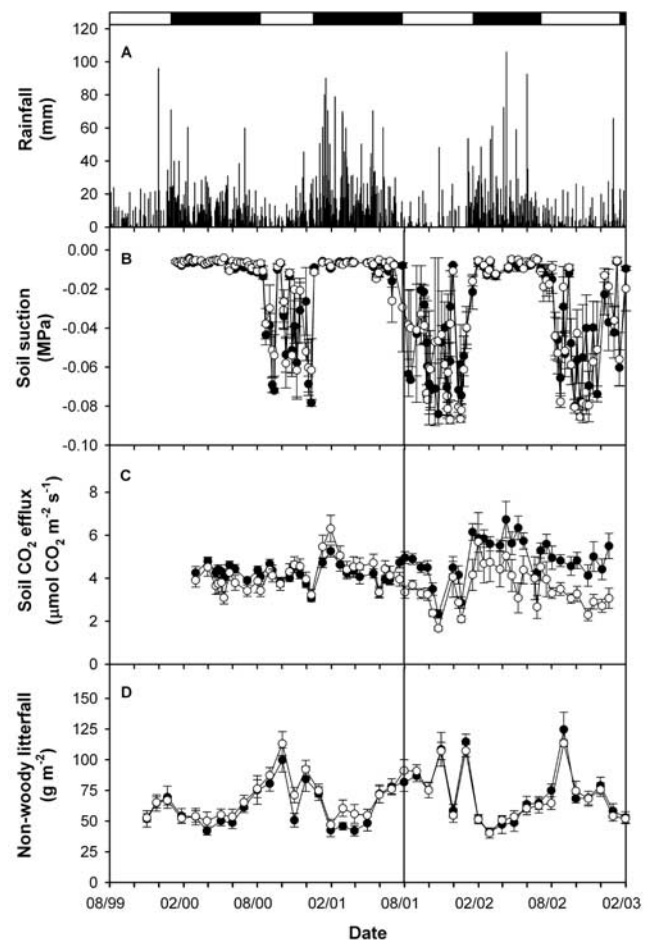 120
100
80
60
40
20
0
A
Rainfall
(mm)
0.00
-0.02
-0.04
-0.06
-0.08
-0.10
B
Soil suction
(MPa)
8
6
4
2
0
C
Soil CO₂ efflux
(μmol CO₂ m⁻² s⁻¹)
150
125
100
75
50
25
0
D
Non-woody litterfall
(g m⁻²)
08/99 02/00 08/00 02/01 08/01 02/02 08/02 02/03
Date